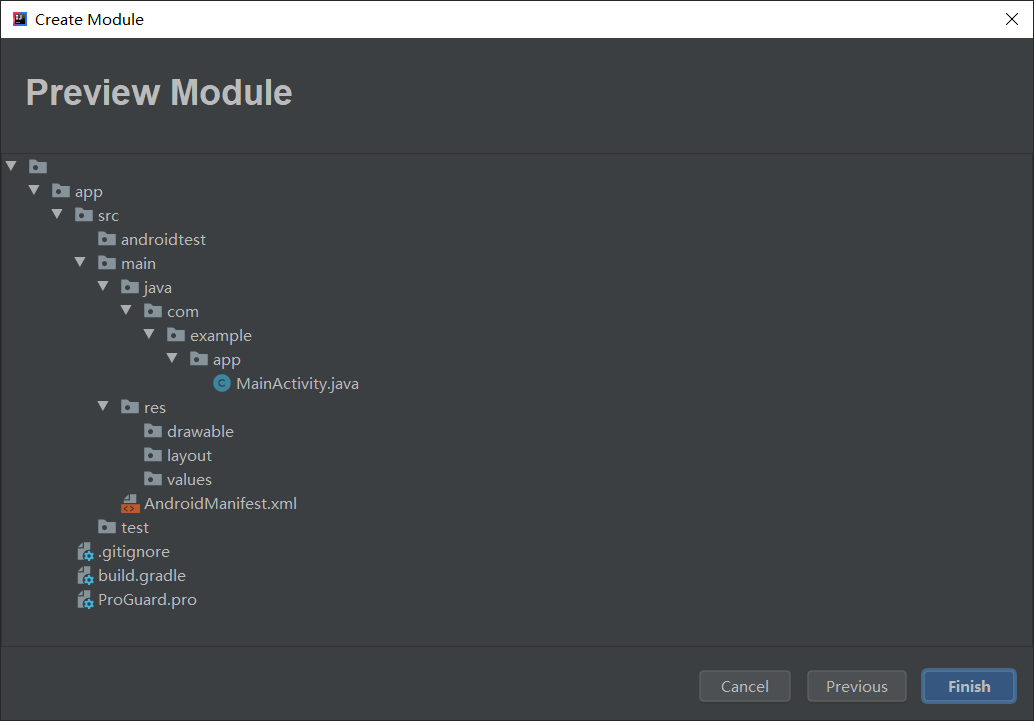 Create Module
Preview Module
app
src
androidtest
main
java
com
example
app
MainActivity.java
res
drawable
layout
values
AndroidManifest.xml
test
.gitignore
build.gradle
ProGuard.pro
Cancel Previous Finish